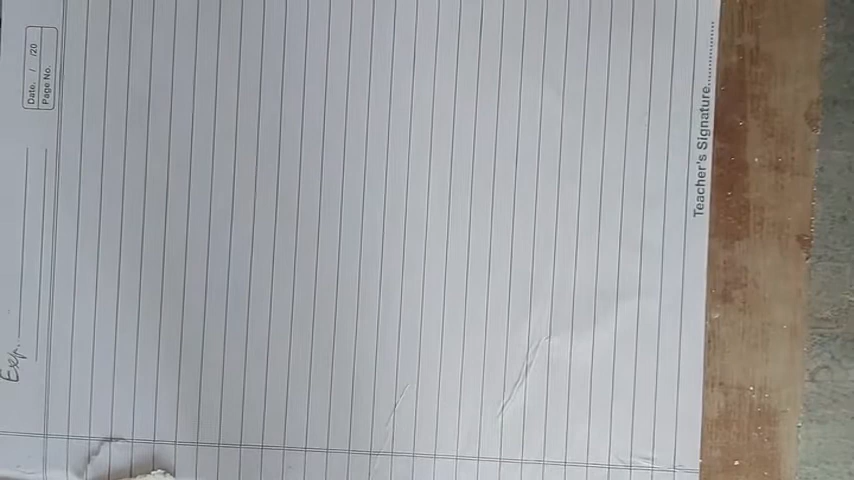 Date. / /20
Page No.
Exp.
Teacher's Signature